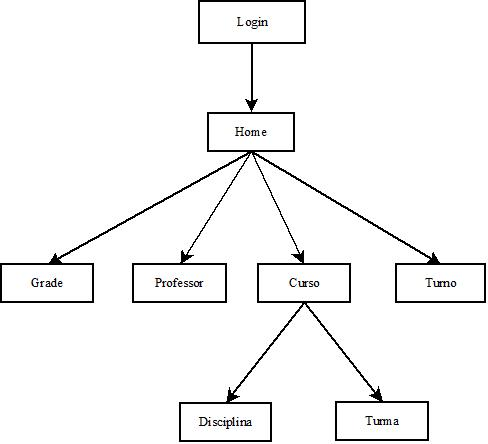 Login
Home
Grade
Professor
Curso
Turno
Disciplina
Turma